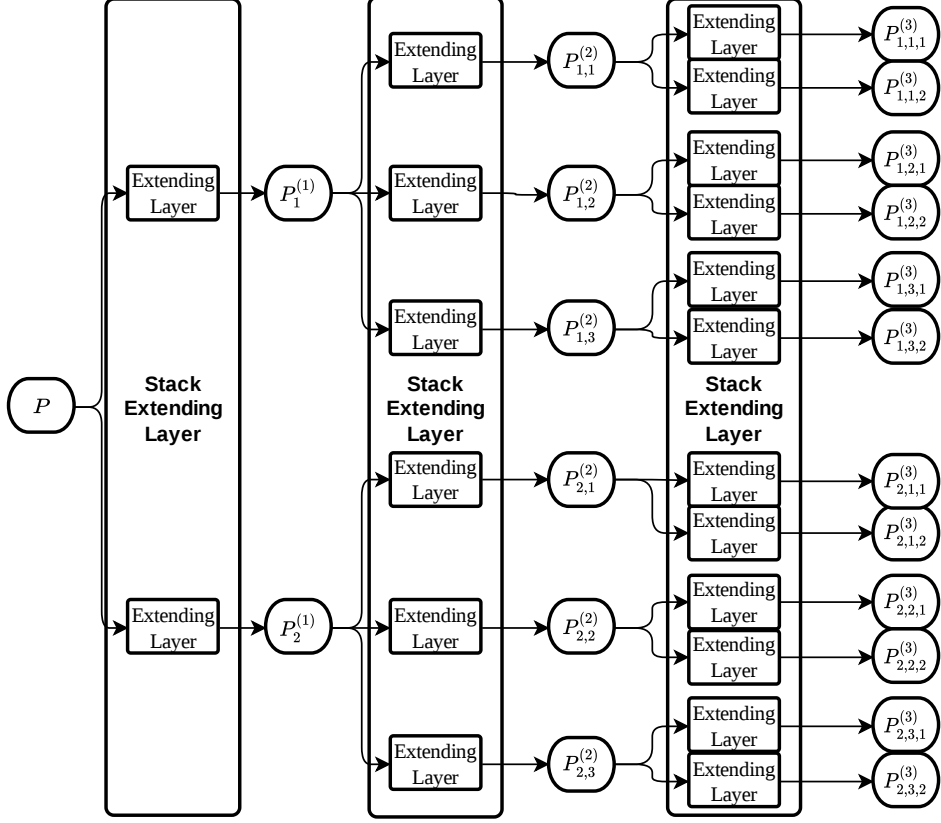 P
Extending
Layer
Extending
Layer
Stack
Extending
Layer
P_1^{(1)}
P_2^{(1)}
Extending
Layer
Extending
Layer
Extending
Layer
Stack
Extending
Layer
Extending
Layer
Extending
Layer
Extending
Layer
P_{1,1}^{(2)}
P_{1,2}^{(2)}
P_{1,3}^{(2)}
P_{2,1}^{(2)}
P_{2,2}^{(2)}
P_{2,3}^{(2)}
Extending
Layer
Extending
Layer
Extending
Layer
Extending
Layer
Extending
Layer
Extending
Layer
Stack
Extending
Layer
Extending
Layer
Extending
Layer
Extending
Layer
Extending
Layer
Extending
Layer
Extending
Layer
P_{1,1,1}^{(3)}
P_{1,1,2}^{(3)}
P_{1,2,1}^{(3)}
P_{1,2,2}^{(3)}
P_{1,3,1}^{(3)}
P_{1,3,2}^{(3)}
P_{2,1,1}^{(3)}
P_{2,1,2}^{(3)}
P_{2,2,1}^{(3)}
P_{2,2,2}^{(3)}
P_{2,3,1}^{(3)}
P_{2,3,2}^{(3)}